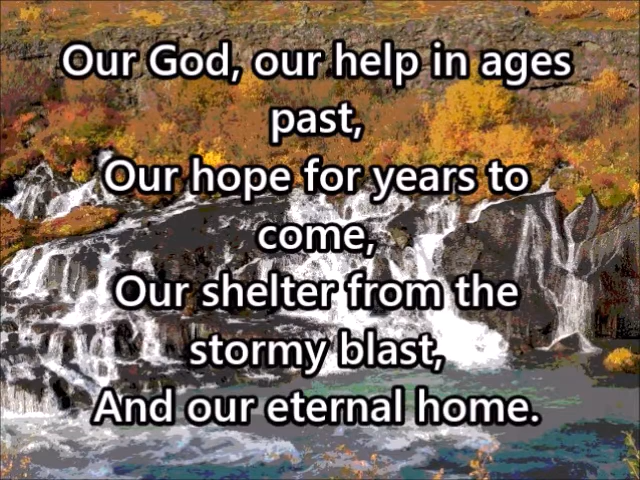 Our God, our help in ages
past,
Our hope for years to
come,
Our shelter from the
stormy blast,
And our eternal home.